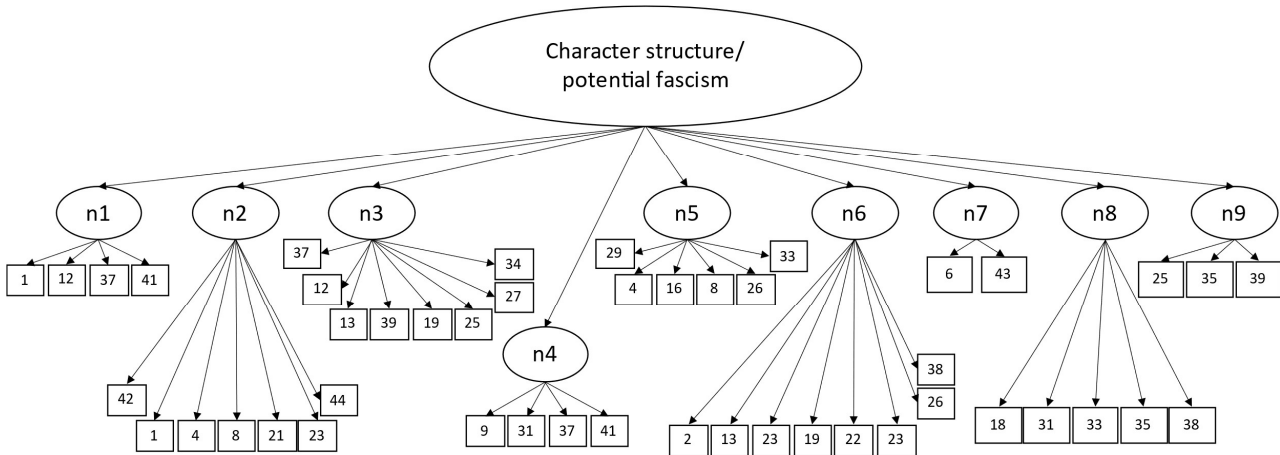 Character structure/
potential fascism
n1
n2
n3
n5
n6
n7
n8
n9
1 12 37 41
37
34
12
27
13 39 19 25
29
33
4 16 8 26
6 43
25 35 39
n4
42
44
1 4 8 21 23
9 31 37 41
38
26
2 13 23 19 22 23
18 31 33 35 38